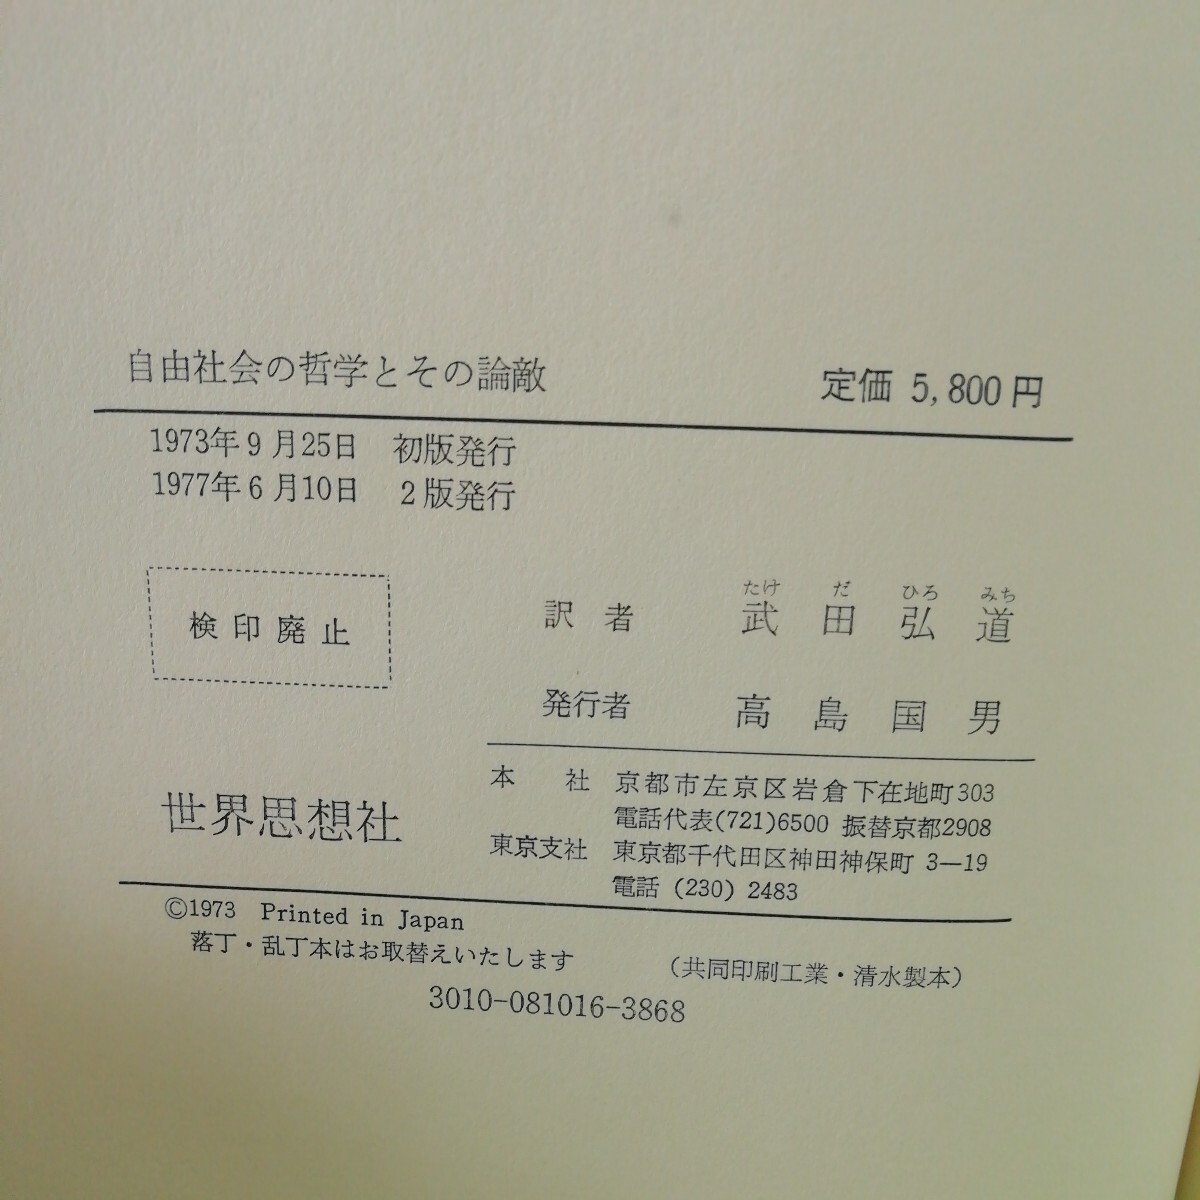 自由社会の哲学とその論敵
定価 5,800円
1973年9月25日 初版発行
1977年6月10日 2版発行
検印廃止
たけ だ ひろ みち
訳者 武田弘道
発行者 高島国男
世界思想社
本社 京都市左京区岩倉下在地町303
電話代表(721)6500 振替京都2908
東京支社 東京都千代田区神田神保町 3—19
電話 (230) 2483
©1973 Printed in Japan
落丁・乱丁本はお取替えいたします
(共同印刷工業・清水製本)
3010-081016-3868